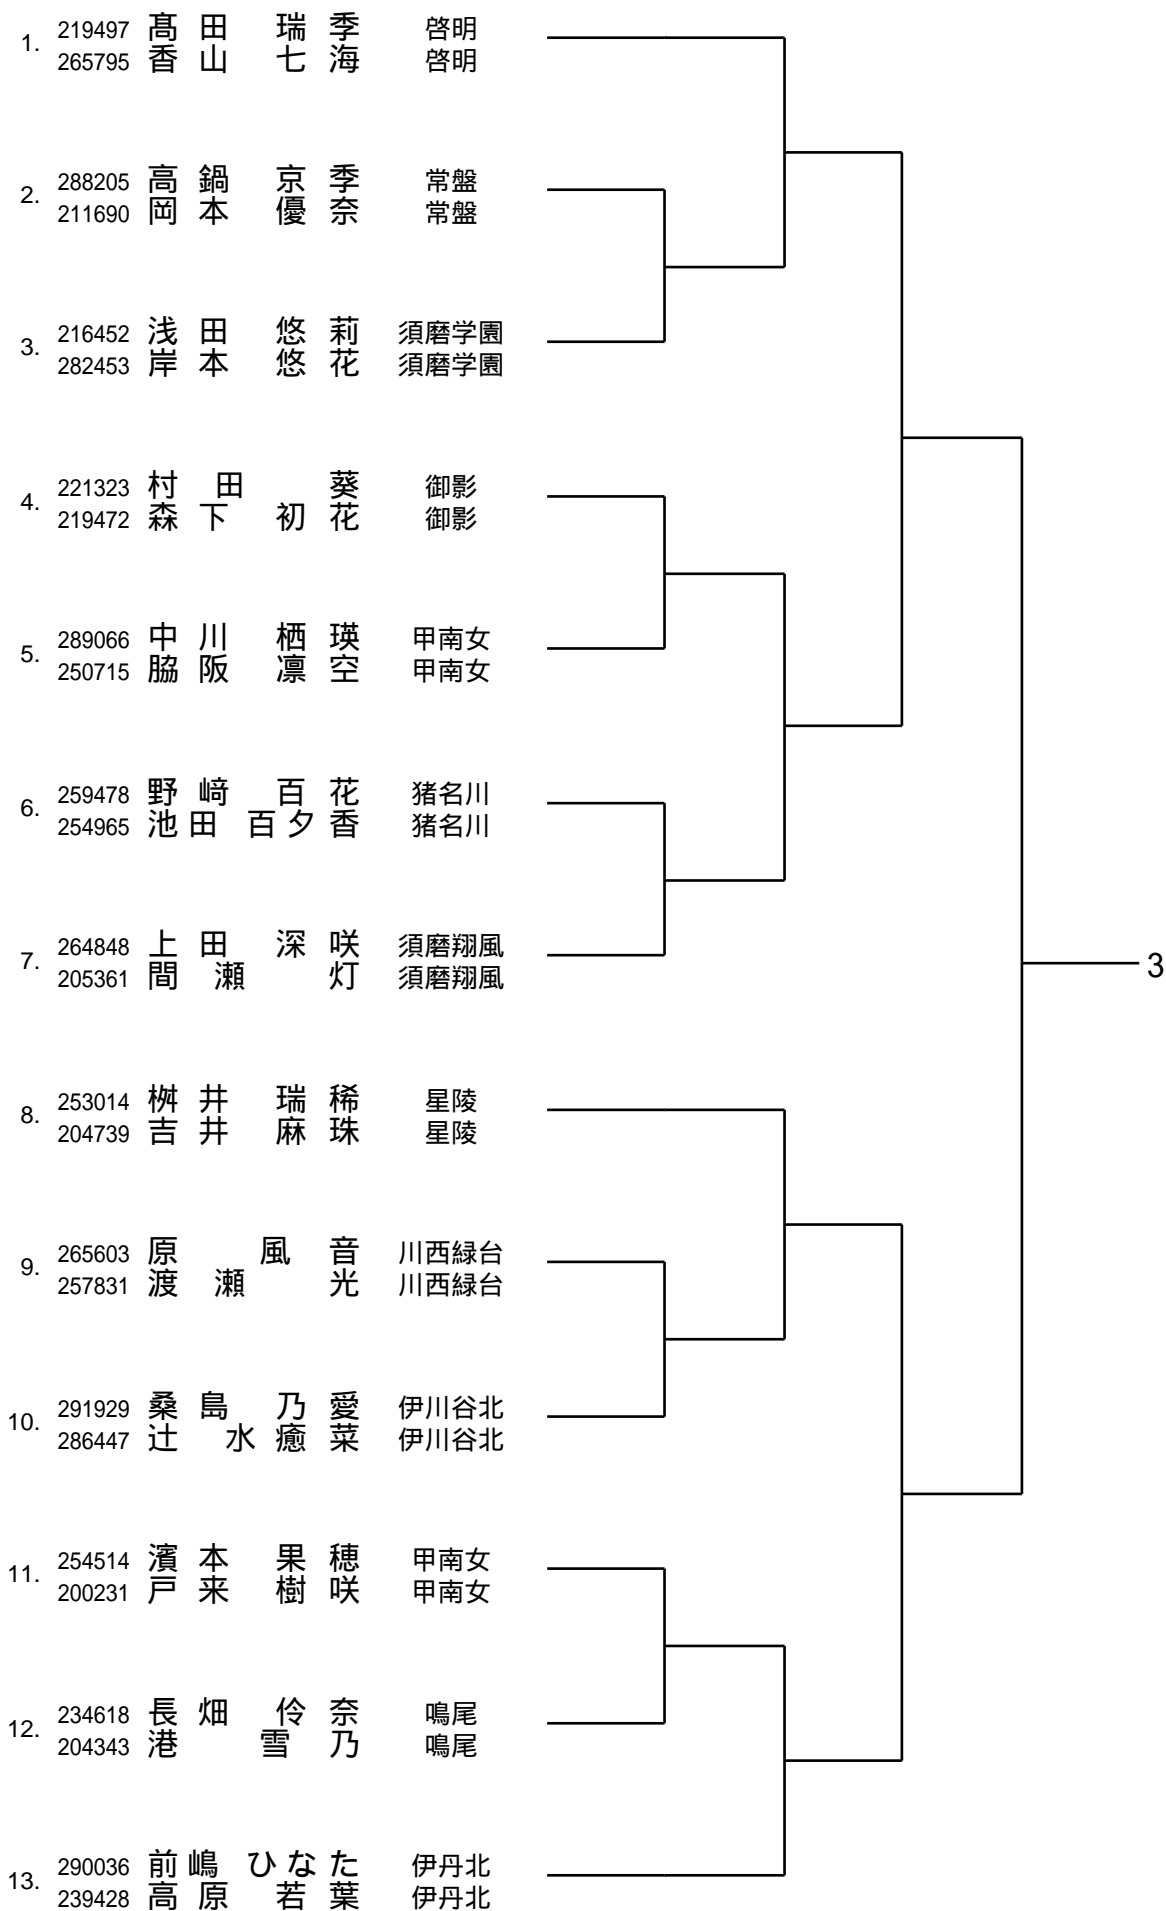 1. 219497 髙田 瑞季 啓明
265795 香山 七海 啓明
2. 288205 高鍋 京季 常盤
211690 岡本 優奈 常盤
3. 216452 浅田 悠莉 須磨学園
282453 岸本 悠花 須磨学園
4. 221323 村田 葵 御影
219472 森下 初花 御影
5. 289066 中川 栖瑛 甲南女
250715 脇阪 凛空 甲南女
6. 259478 野﨑 百花 猪名川
254965 池田 百夕香 猪名川
7. 264848 上田 深咲 須磨翔風
205361 間瀬 灯 須磨翔風
3
8. 253014 桝井 瑞稀 星陵
204739 吉井 麻珠 星陵
9. 265603 原 風音 川西緑台
257831 渡瀬 光 川西緑台
10. 291929 桑島 乃愛 伊川谷北
286447 辻 水癒菜 伊川谷北
11. 254514 濱本 果穂 甲南女
200231 戸来 樹咲 甲南女
12. 234618 長畑 伶奈 鳴尾
204343 港 雪乃 鳴尾
13. 290036 前嶋 ひなた 伊丹北
239428 高原 若葉 伊丹北